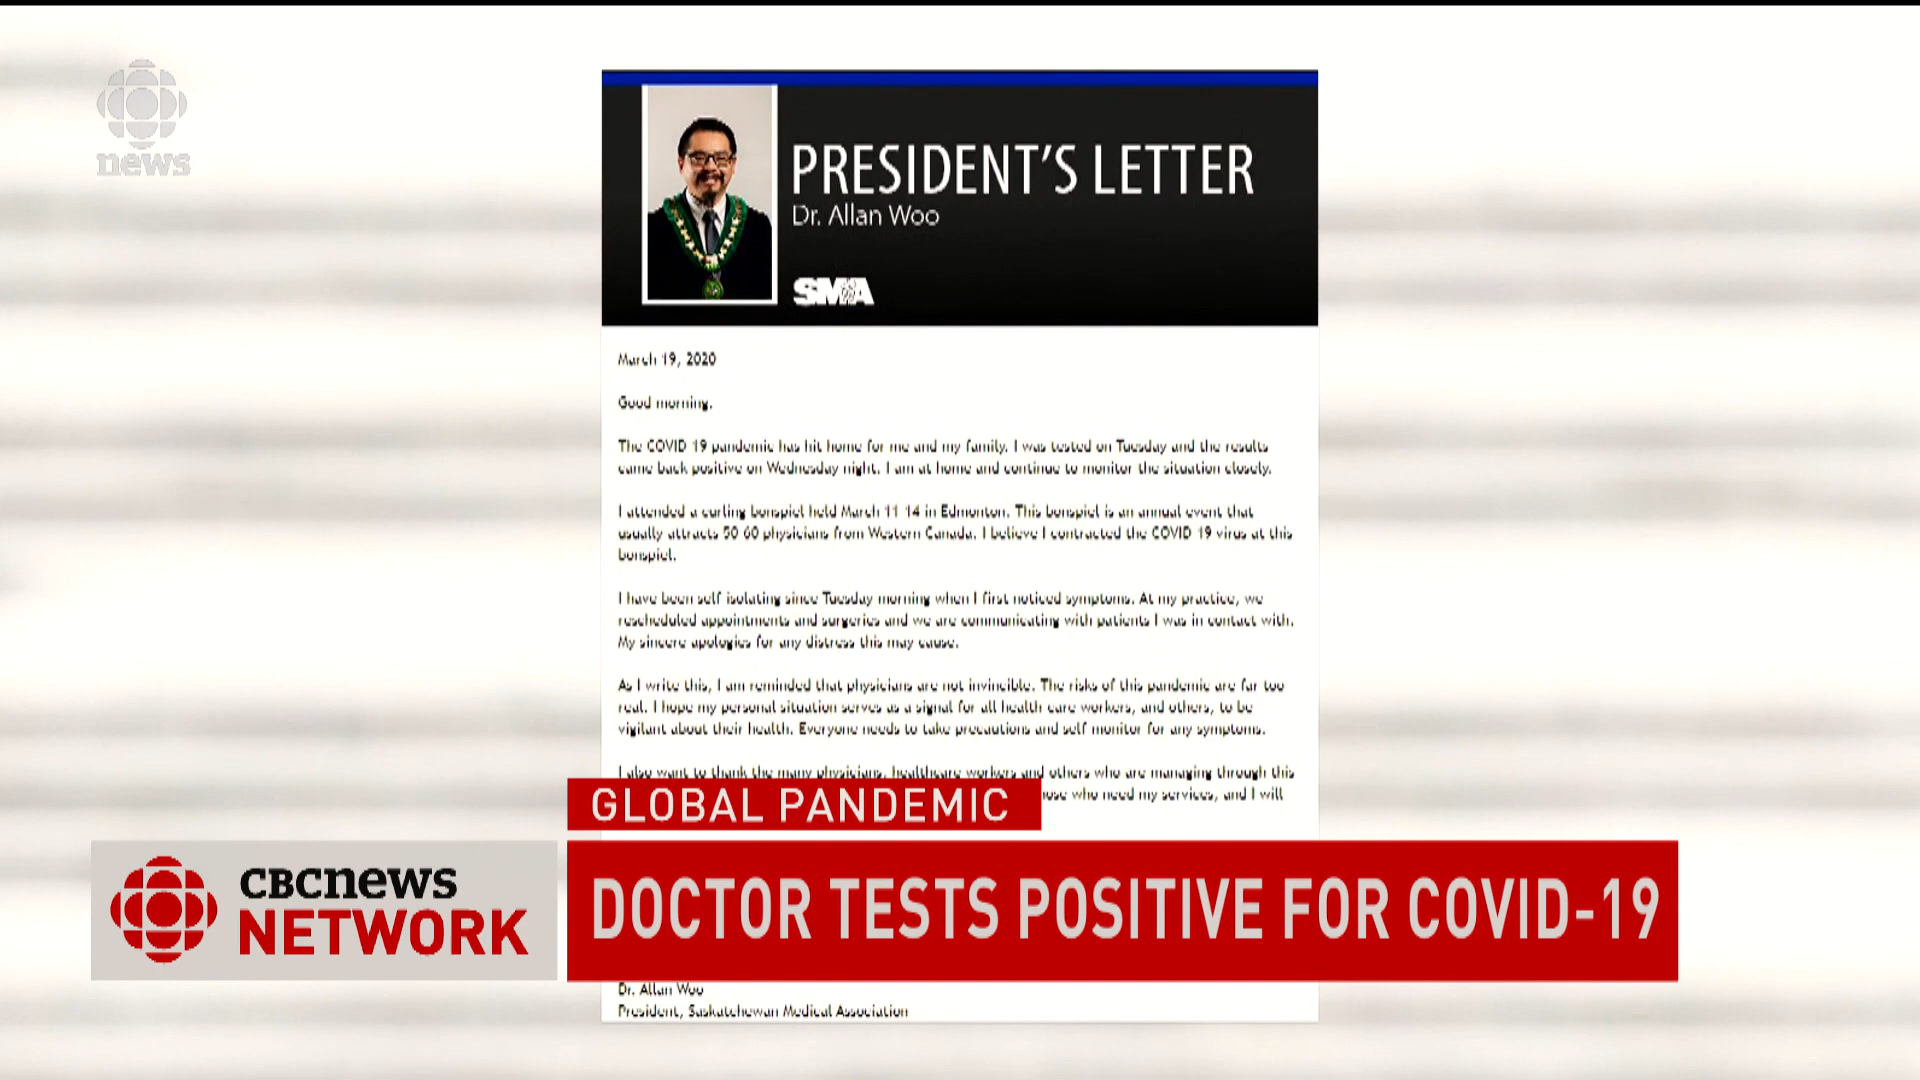 news
PRESIDENT'S LETTER
Dr. Allan Woo
SMA
March 19, 2020
Good morning.
The COVID 19 pandemic has hit home for me and my family. I was tested on Tuesday and the results
came back positive on Wednesday night. I am at home and continue to monitor the situation closely.
I attended a curling bonspiel held March 11 14 in Edmonton. This bonspiel is an annual event that
usually attracts 50 60 physicians from Western Canada. I believe I contracted the COVID 19 virus at this
bonspiel.
I have been self isolating since Tuesday morning when I first noticed symptoms. At my practice, we
rescheduled appointments and surgeries and we are communicating with patients I was in contact with.
My sincere apologies for any distress this may cause.
As I write this, I am reminded that physicians are not invincible. The risks of this pandemic are far too
real. I hope my personal situation serves as a signal for all health care workers, and others, to be
vigilant about their health. Everyone needs to take precautions and self monitor for any symptoms.
I also want to thank the many physicians, healthcare workers and others who are managing through this
who need my services, and I will
GLOBAL PANDEMIC
CBCnews
NETWORK
DOCTOR TESTS POSITIVE FOR COVID-19
Dr. Allan Woo
President, Saskatchewan Medical Association